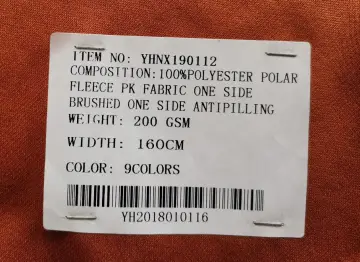 ITEM NO: YHNX190112
COMPOSITION:100%POLYESTER POLAR
FLEECE PK FABRIC ONE SIDE
BRUSHED ONE SIDE ANTIPILLING
WEIGHT: 200 GSM
WIDTH: 160CM
COLOR: 9COLORS
YH2018010116